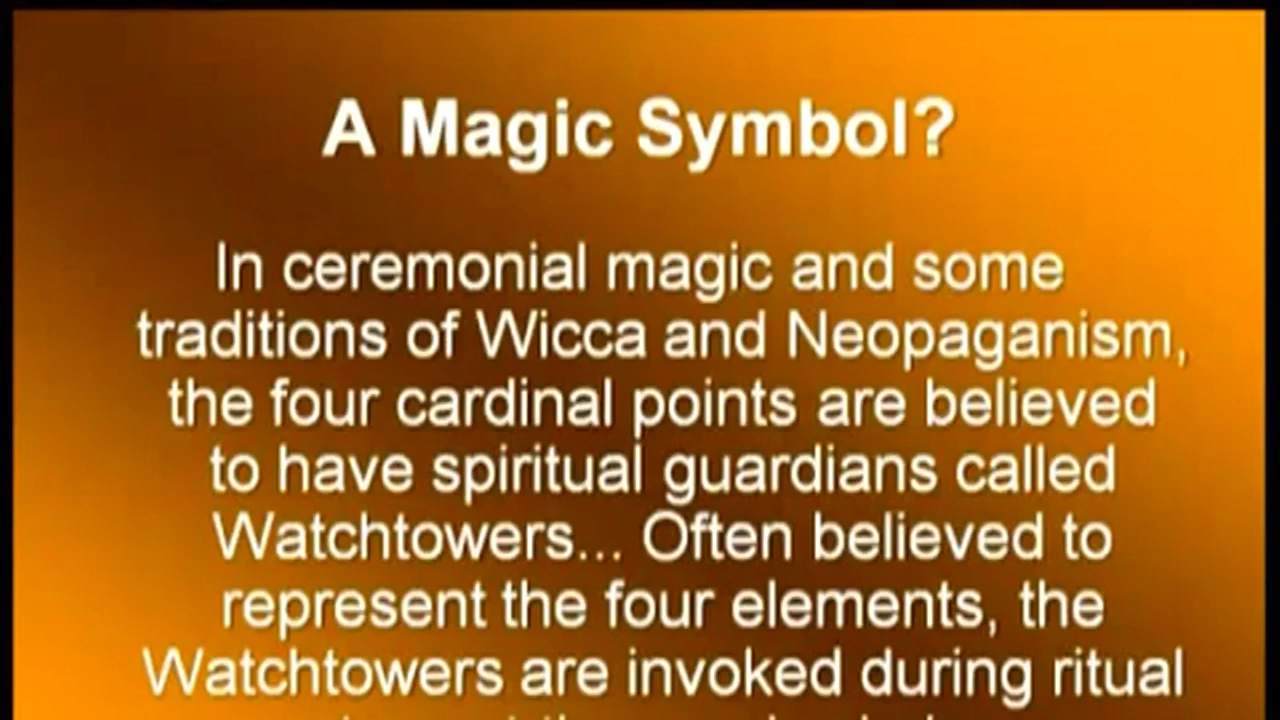 A Magic Symbol?
In ceremonial magic and some
traditions of Wicca and Neopaganism,
the four cardinal points are believed
to have spiritual guardians called
Watchtowers... Often believed to
represent the four elements, the
Watchtowers are invoked during ritual